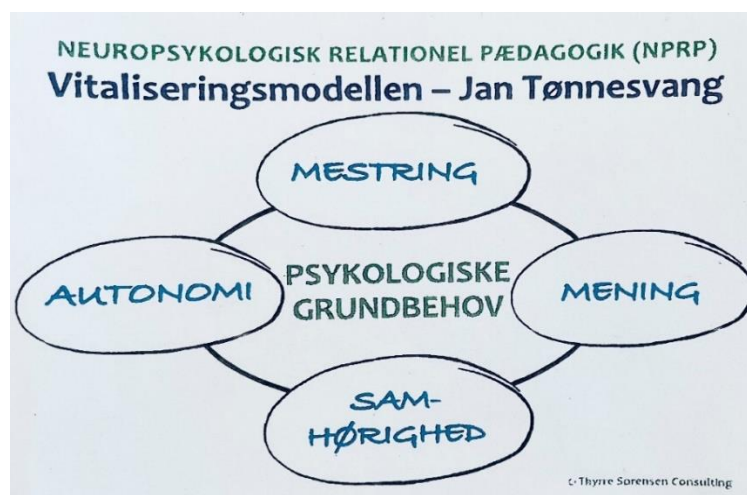 NEUROPSYKOLOGISK RELATIONEL PÆDAGOGIK (NPRP)
Vitaliseringsmodellen – Jan Tønnesvang
MESTRING
AUTONOMI
PSYKOLOGISKE
GRUNDBEHOV
MENING
SAM-
HØRIGHED
Thyrre Sørensen Consulting